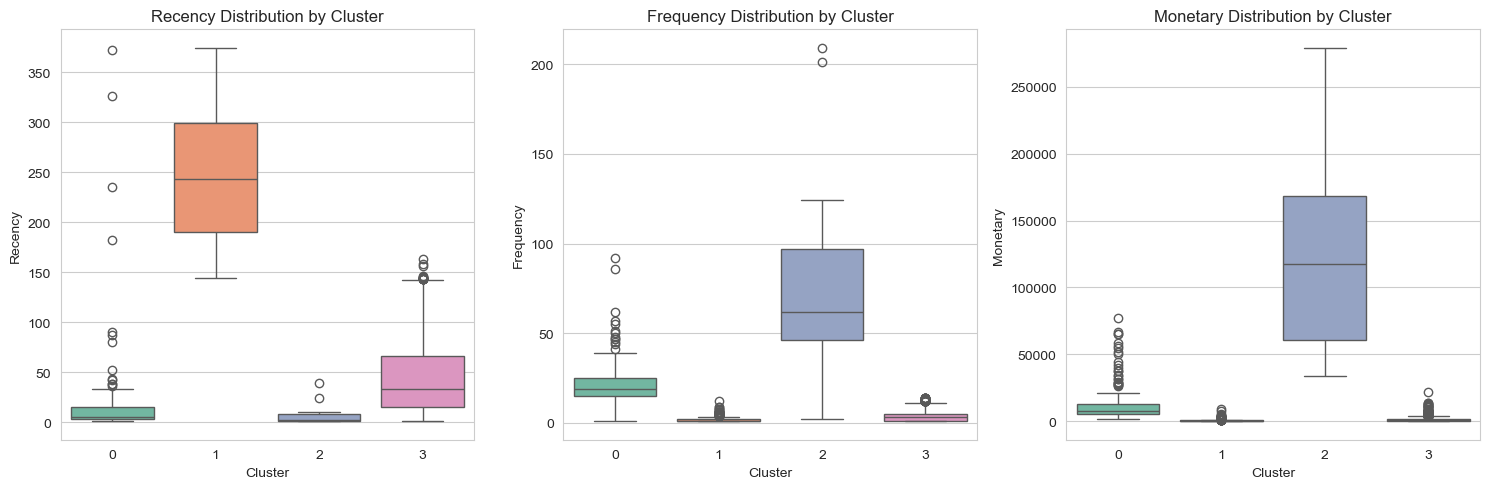 Recency Distribution by Cluster
Recency
350
300
250
200
150
100
50
0
0 1 2 3
Cluster
Frequency Distribution by Cluster
Frequency
200
150
100
50
0
0 1 2 3
Cluster
Monetary Distribution by Cluster
Monetary
250000
200000
150000
100000
50000
0
0 1 2 3
Cluster